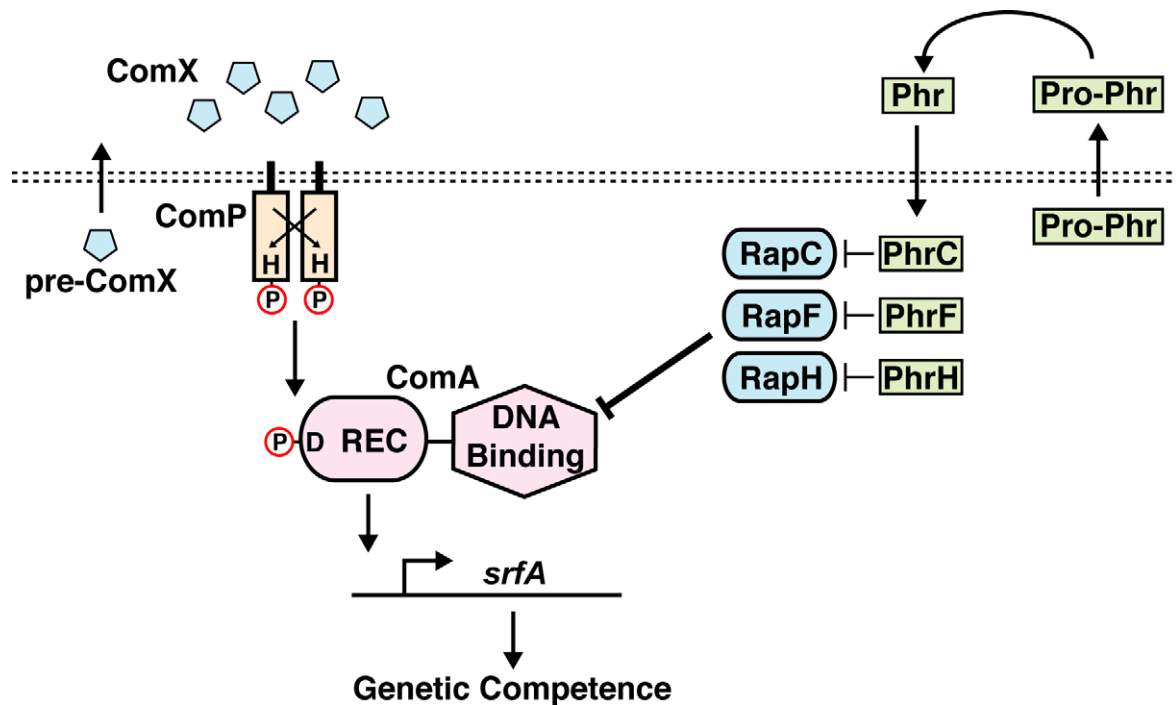 ComX
Phr
Pro-Phr
ComP
pre-ComX
H
H
P
P
Pro-Phr
RapC
PhrC
RapF
PhrF
RapH
PhrH
ComA
P
D
REC
DNA
Binding
srfA
Genetic Competence